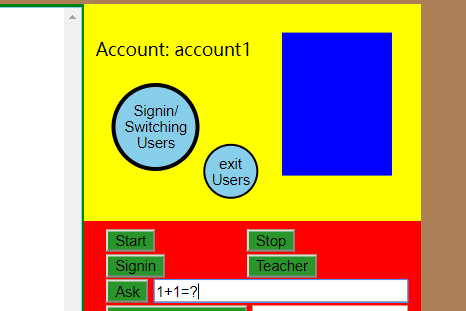 Account: account1
Signin/
Switching
Users
exit
Users
Start
Stop
Signin
Teacher
Ask
1+1=?